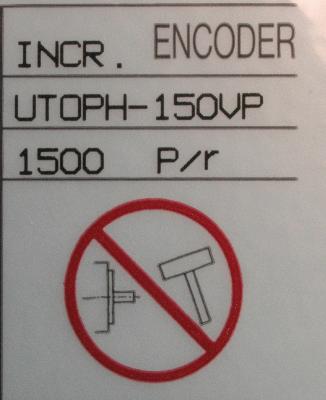 INCR. ENCODER
UTOPH-150VP
1500 P/r